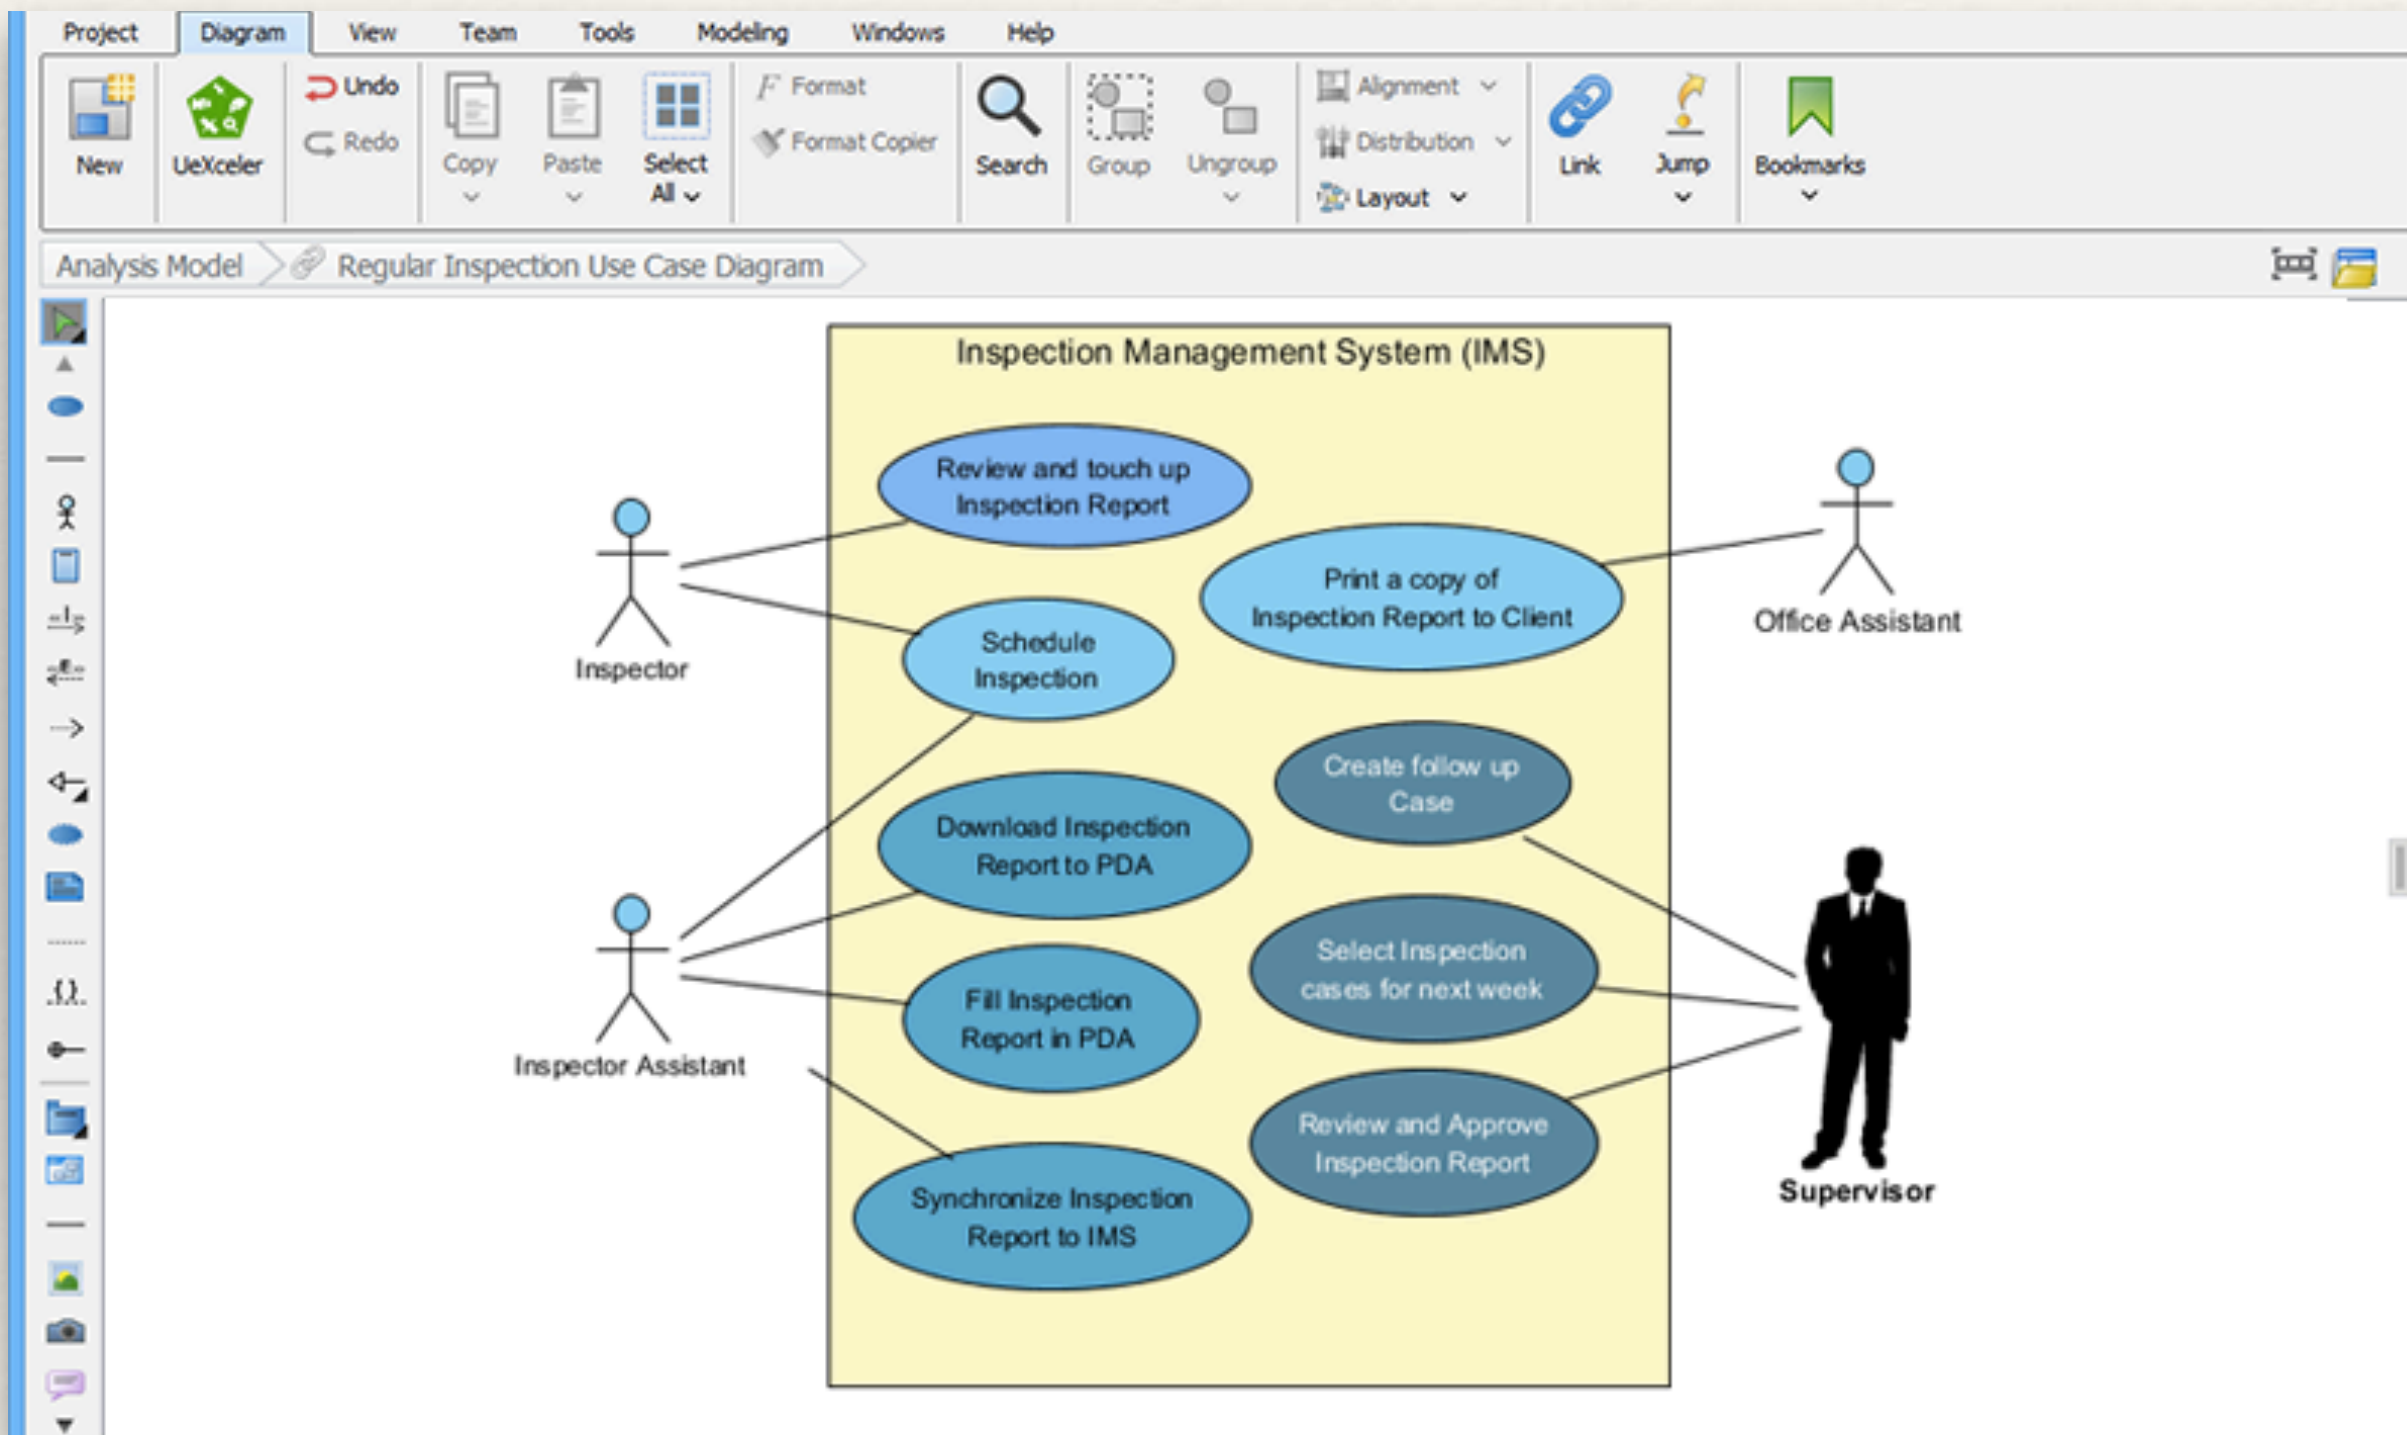 Project Diagram View Team Tools Modeling Windows Help
New
UeXceler
Undo
Redo
Copy
Paste
Select
All
F Format
Format Copier
Search
Group
Ungroup
Alignment
Distribution
Layout
Link
Jump
Bookmarks
Analysis Model Regular Inspection Use Case Diagram
Inspection Management System (IMS)
Review and touch up
Inspection Report
Print a copy of
Inspection Report to Client
Office Assistant
Inspector
Schedule
Inspection
Create follow up
Case
Download Inspection
Report to PDA
Select Inspection
cases for next week
Fill Inspection
Report in PDA
Inspector Assistant
Review and Approve
Inspection Report
Supervisor
Synchronize Inspection
Report to IMS